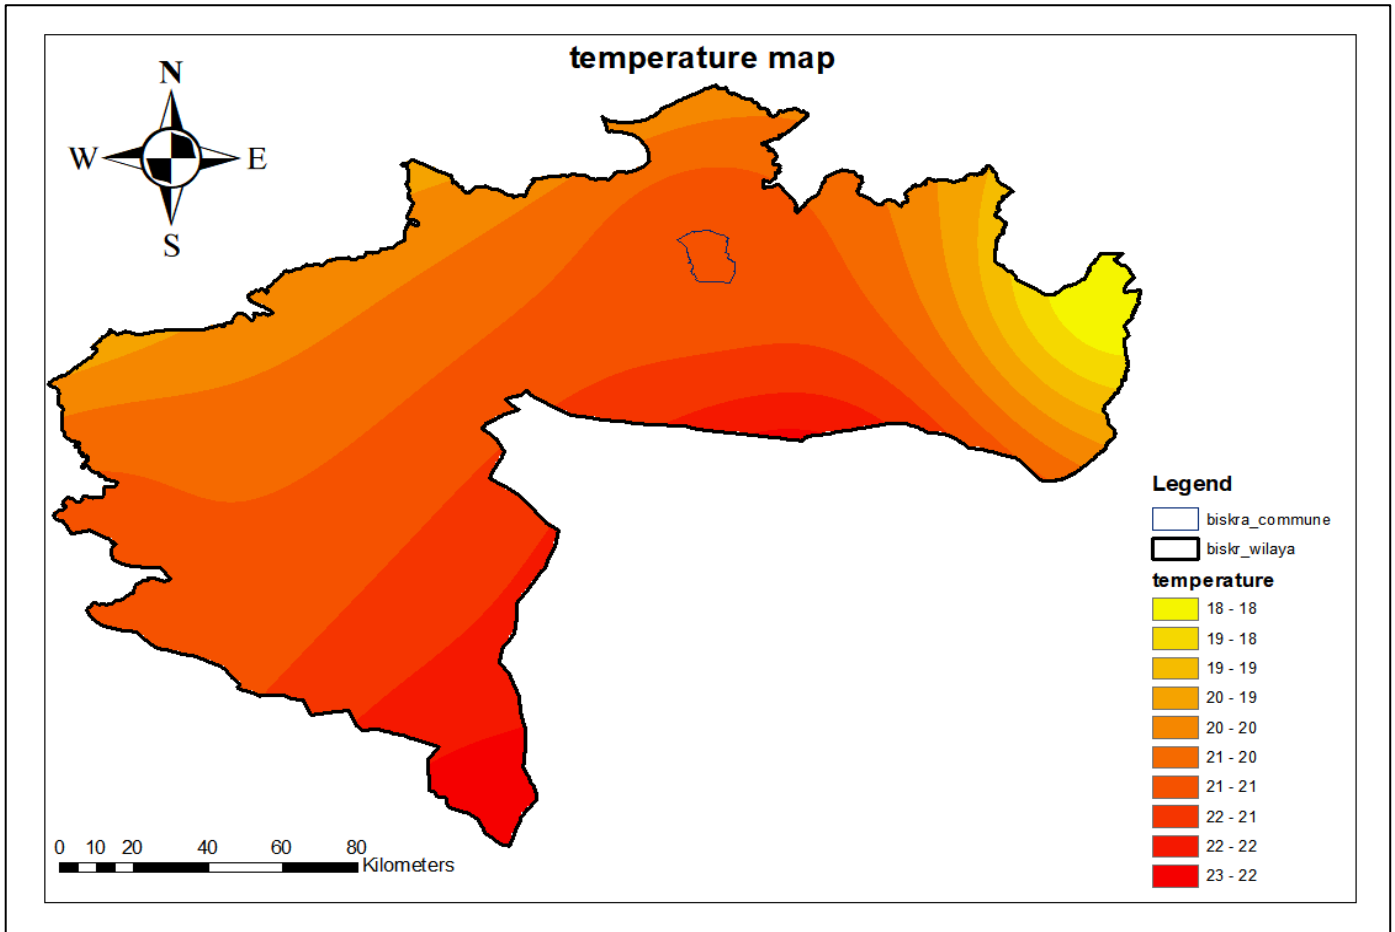 temperature map
N
W E
S
Legend
biskra_commune
biskr_wilaya
temperature
18 - 18
19 - 18
19 - 19
20 - 19
20 - 20
21 - 20
21 - 21
22 - 21
22 - 22
23 - 22
0 10 20 40 60 80
Kilometers